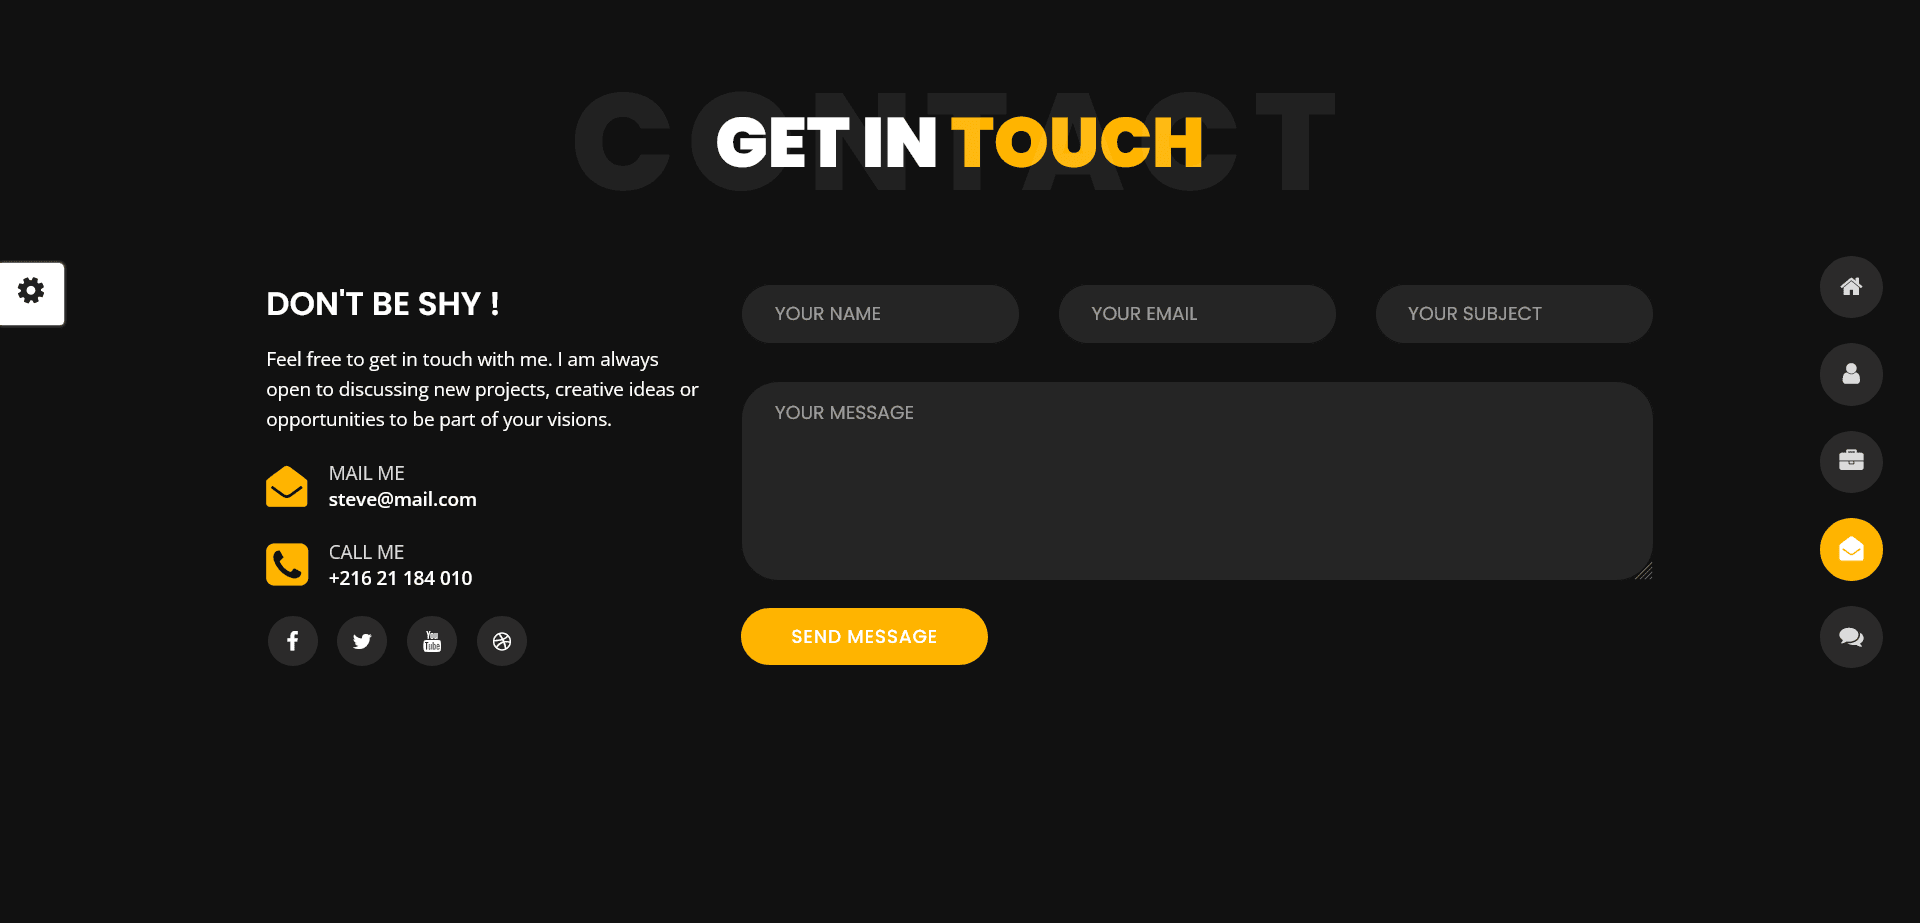 CONTACT
GET IN TOUCH
DON'T BE SHY !
Feel free to get in touch with me. I am always
open to discussing new projects, creative ideas or
opportunities to be part of your visions.
MAIL ME
steve@mail.com
CALL ME
+216 21 184 010
You
Tube
YOUR NAME
YOUR EMAIL
YOUR SUBJECT
YOUR MESSAGE
SEND MESSAGE